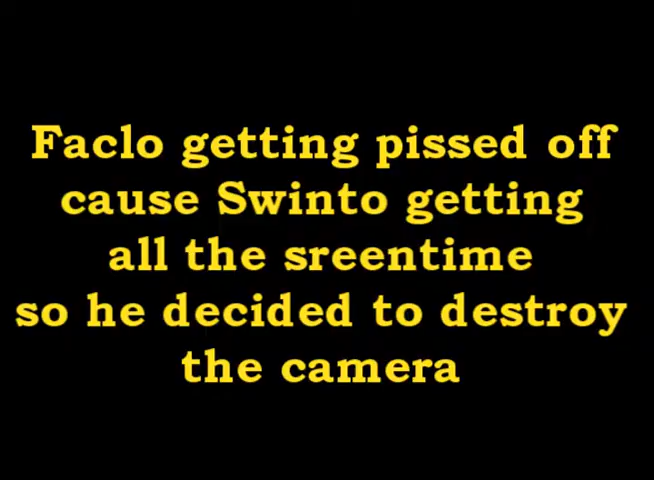 Faclo getting pissed off
cause Swinto getting
all the sreentime
so he decided to destroy
the camera